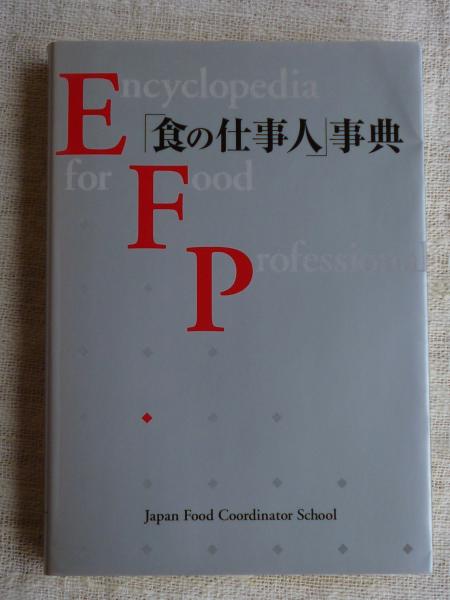 Encyclopedia
「食の仕事人」事典
for Food
Professional
Japan Food Coordinator School